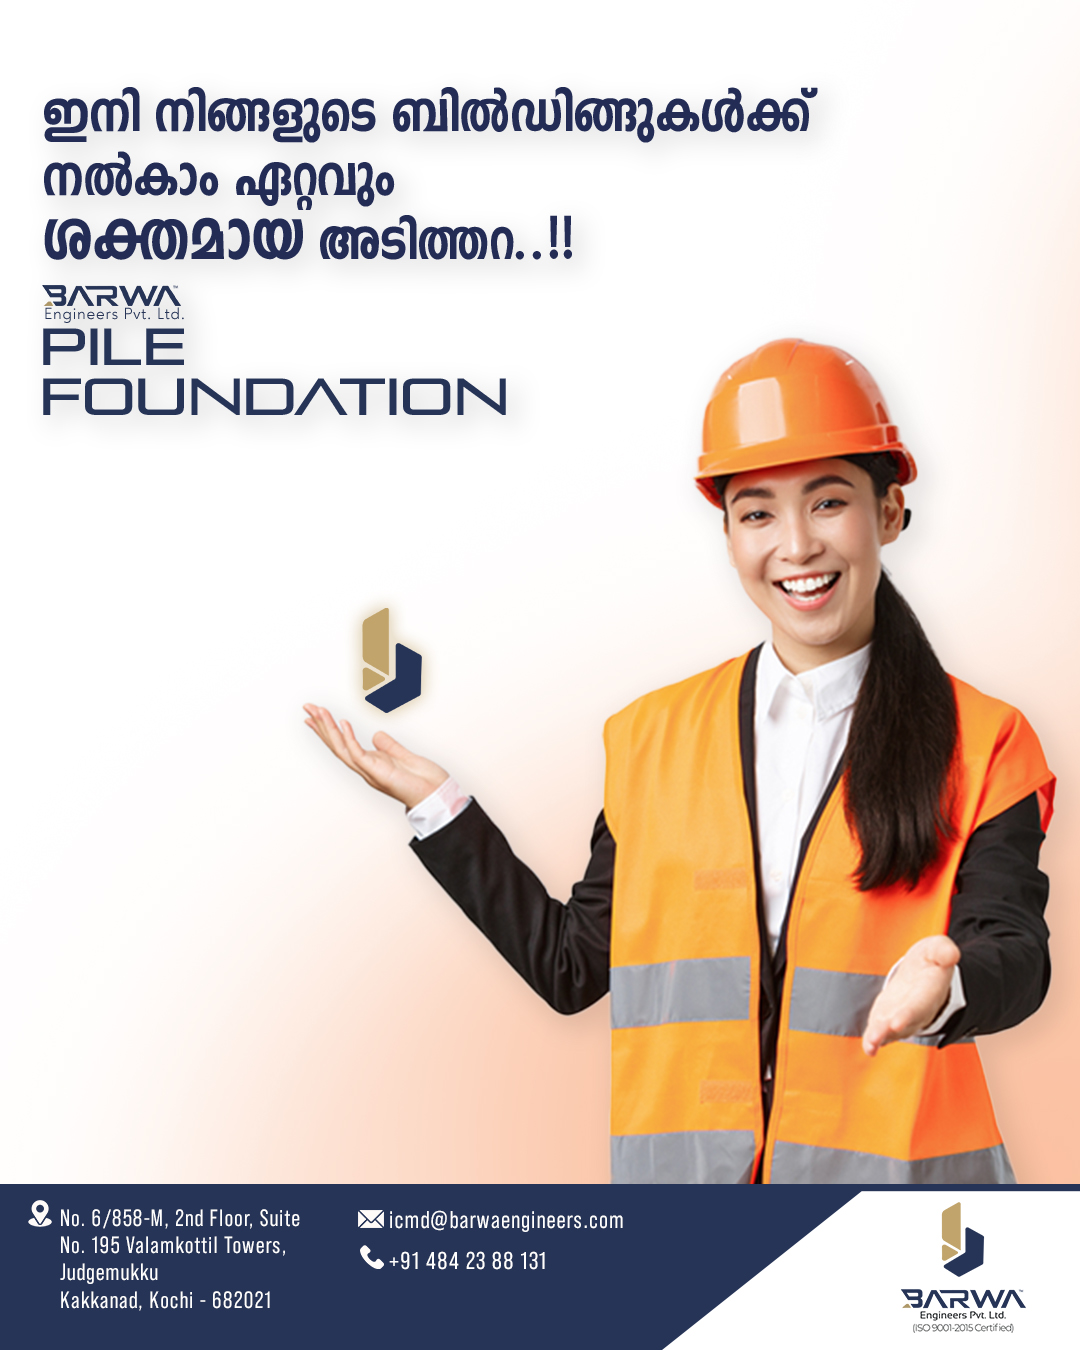 ഇനി നിങ്ങളുടെ ബിൽഡിങ്ങുകൾക്ക്
നൽകാം ഏറ്റവും
ശക്തമായ അടിത്തറ..!!
BARWA™
Engineers Pvt. Ltd.
PILE
FOUNDATION
No. 6/858-M, 2nd Floor, Suite
No. 195 Valamkottil Towers,
Judgemukku
Kakkanad, Kochi - 682021
icmd@barwaengineers.com
+91 484 23 88 131
BARWA™
Engineers Pvt. Ltd.
(ISO 9001-2015 Certified)